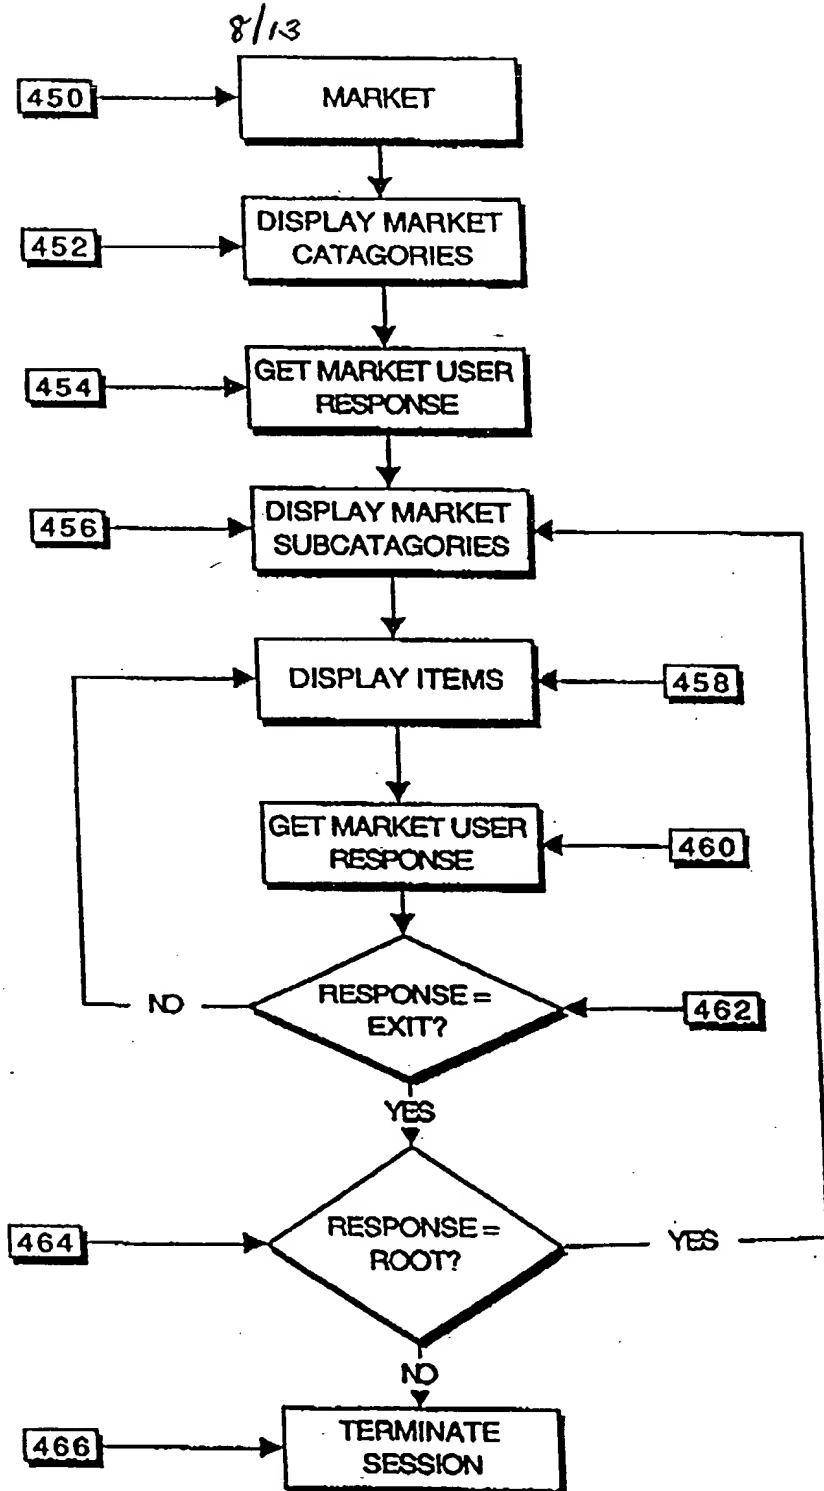 8/13
450
MARKET
452
DISPLAY MARKET
CATAGORIES
454
GET MARKET USER
RESPONSE
456
DISPLAY MARKET
SUBCATAGORIES
DISPLAY ITEMS
458
GET MARKET USER
RESPONSE
460
NO
RESPONSE =
EXIT?
462
YES
464
RESPONSE =
ROOT?
YES
NO
466
TERMINATE
SESSION